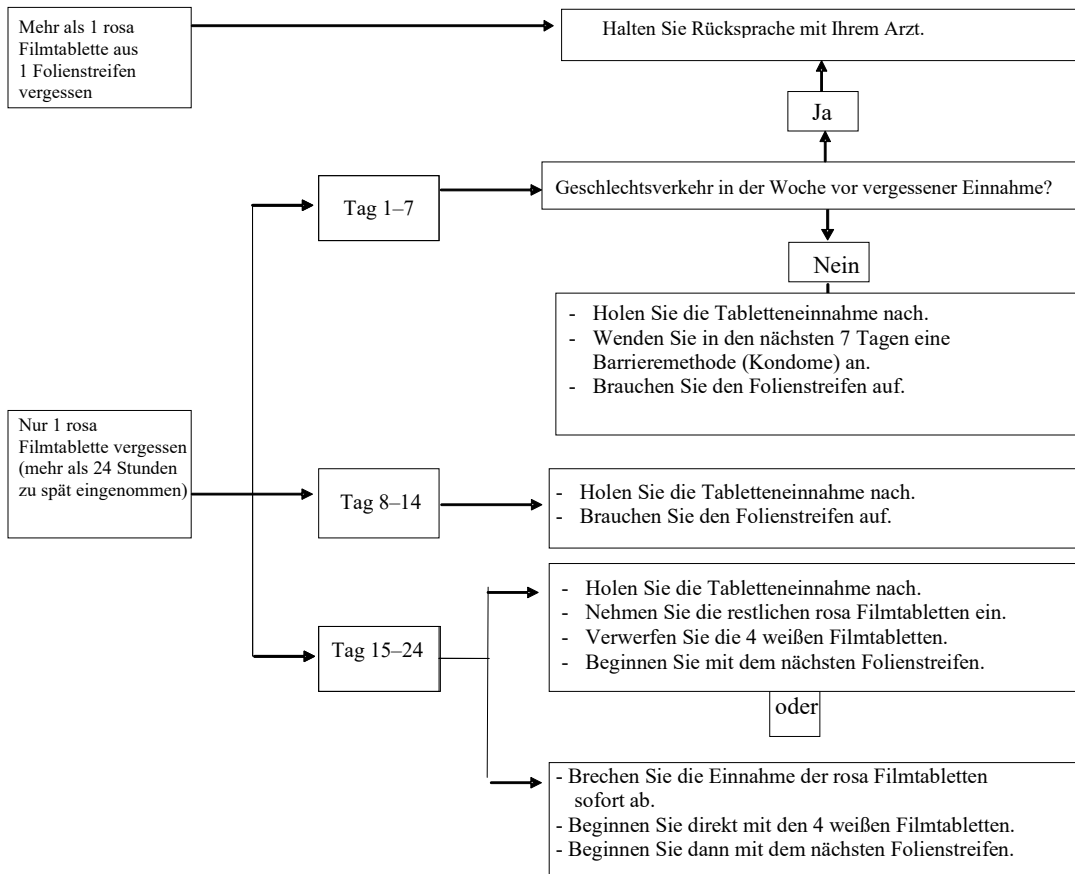 Mehr als 1 rosa
Filmtablette aus
1 Folienstreifen
vergessen
Halten Sie Rücksprache mit Ihrem Arzt.
Ja
Geschlechtsverkehr in der Woche vor vergessener Einnahme?
Tag 1–7
Nein
- Holen Sie die Tabletteneinnahme nach.
- Wenden Sie in den nächsten 7 Tagen eine
Barrieremethode (Kondome) an.
- Brauchen Sie den Folienstreifen auf.
Nur 1 rosa
Filmtablette vergessen
(mehr als 24 Stunden
zu spät eingenommen)
Tag 8–14
- Holen Sie die Tabletteneinnahme nach.
- Brauchen Sie den Folienstreifen auf.
Tag 15–24
- Holen Sie die Tabletteneinnahme nach.
- Nehmen Sie die restlichen rosa Filmtabletten ein.
- Verwerfen Sie die 4 weißen Filmtabletten.
- Beginnen Sie mit dem nächsten Folienstreifen.
oder
- Brechen Sie die Einnahme der rosa Filmtabletten
sofort ab.
- Beginnen Sie direkt mit den 4 weißen Filmtabletten.
- Beginnen Sie dann mit dem nächsten Folienstreifen.